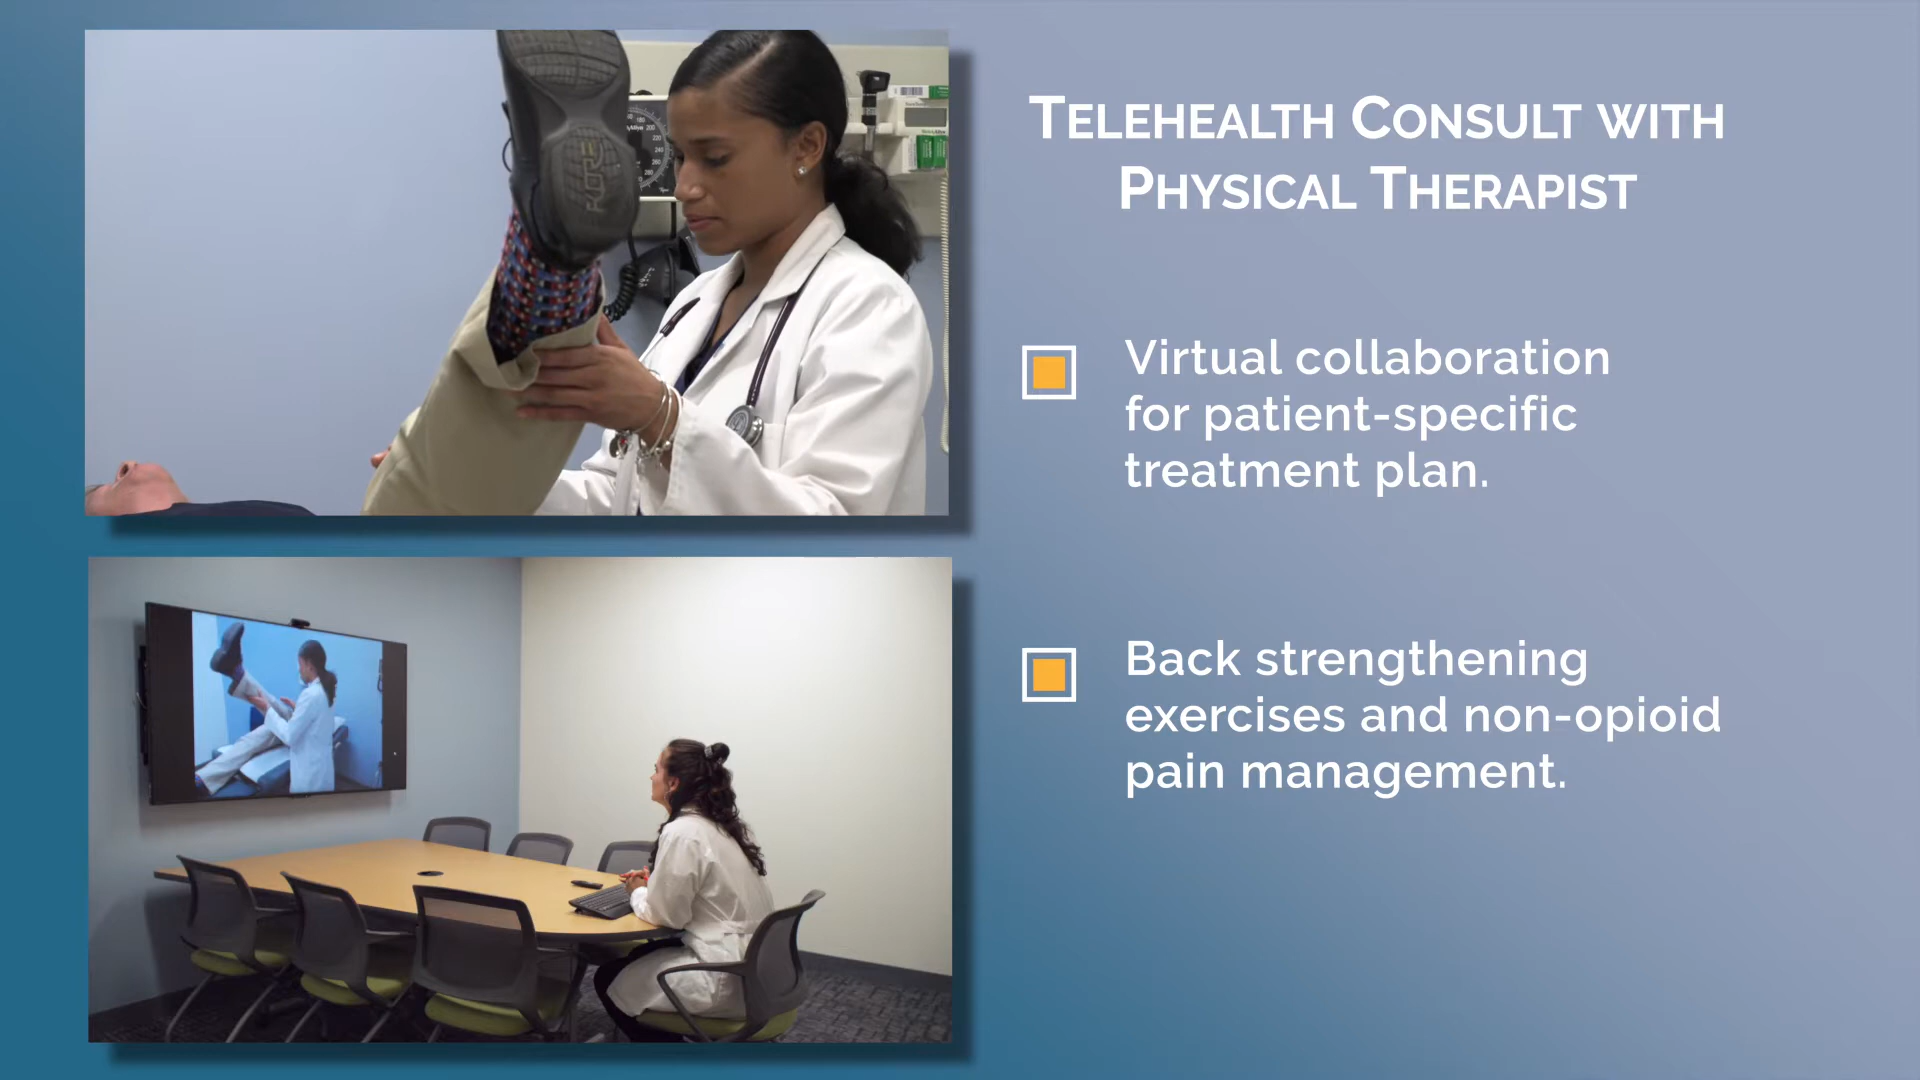 TELEHEALTH CONSULT WITH
PHYSICAL THERAPIST
Virtual collaboration
for patient-specific
treatment plan.
Back strengthening
exercises and non-opioid
pain management.